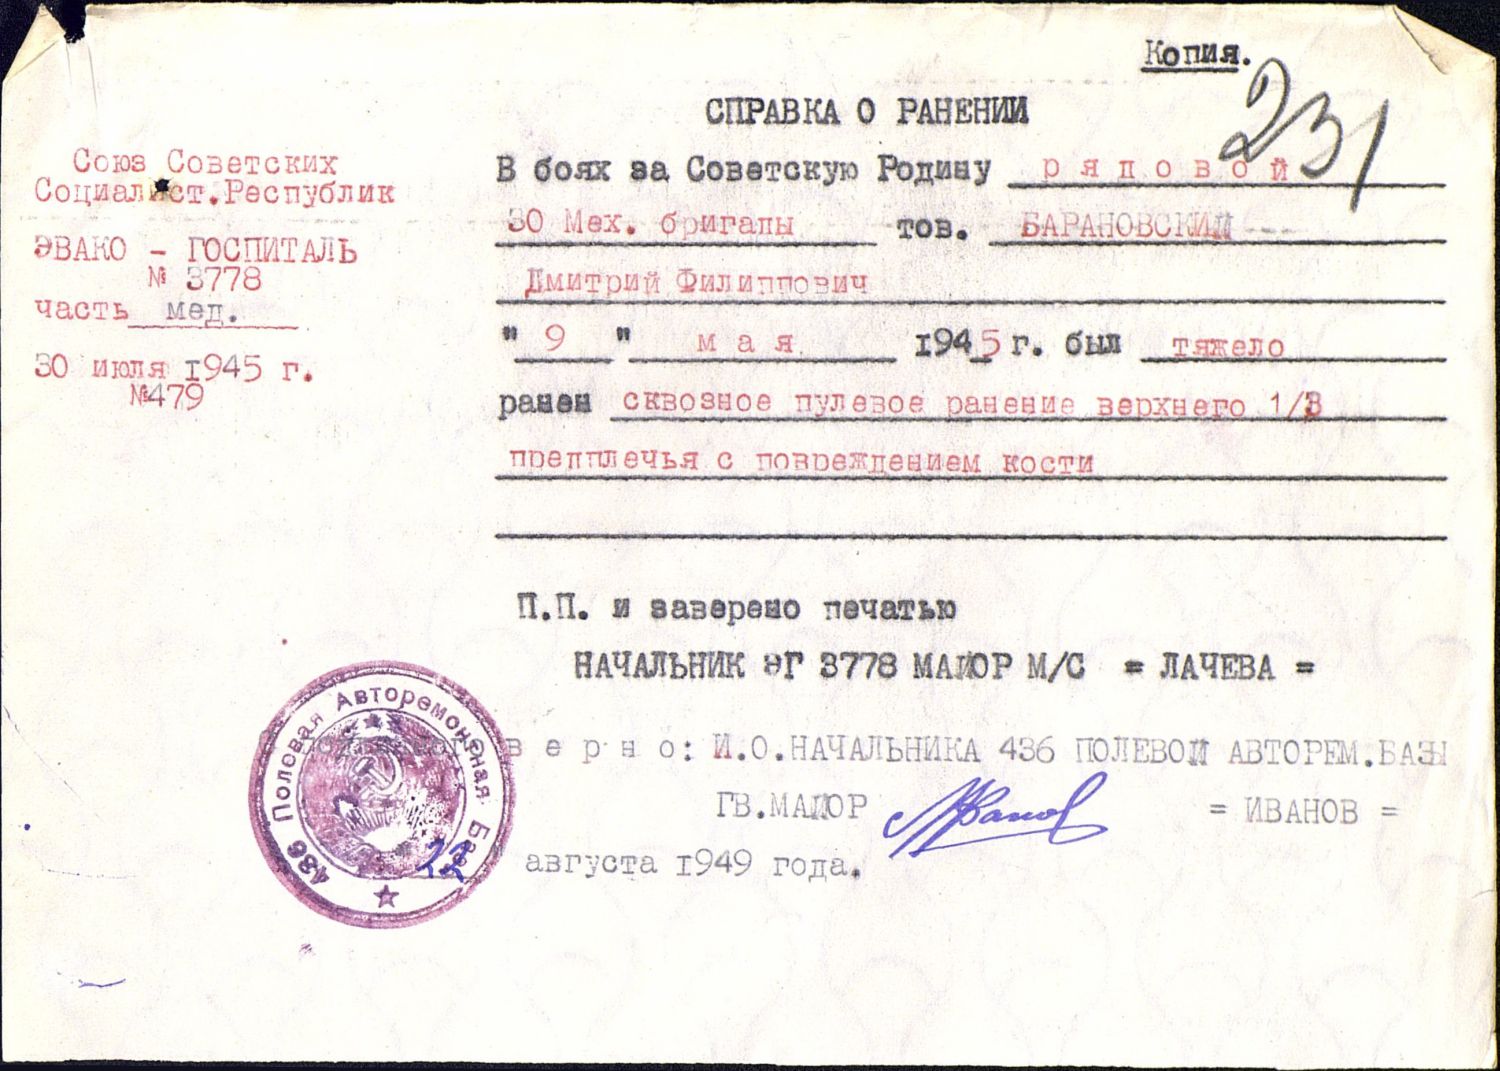 Копия.
231
СПРАВКА О РАНЕНИИ
Союз Советских
Социалист.Республик
ЭВАКО - ГОСПИТАЛЬ
№ 3778
часть мед.
30 июля 1945 г.
№479
В боях за Советскую Родину рядовой
30 Мех. бригады тов. БАРАНОВСКИЙ ---
Дмитрий Филиппович
" 9 " мая 1945 г. был тяжело
ранен сквозное пулевое ранение верхнего 1/3
предплечья с повреждением кости
П.П. и заверено печатью
НАЧАЛЬНИК ЭГ 3778 МАЙОР М/С = ЛАЧЕВА =
верно: И.О.НАЧАЛЬНИКА 436 ПОЛЕВОЙ АВТОРЕМ.БАЗЫ
ГВ.МАЙОР Иванов = ИВАНОВ =
22 августа 1949 года.
436 Полевая Авторемонтная База